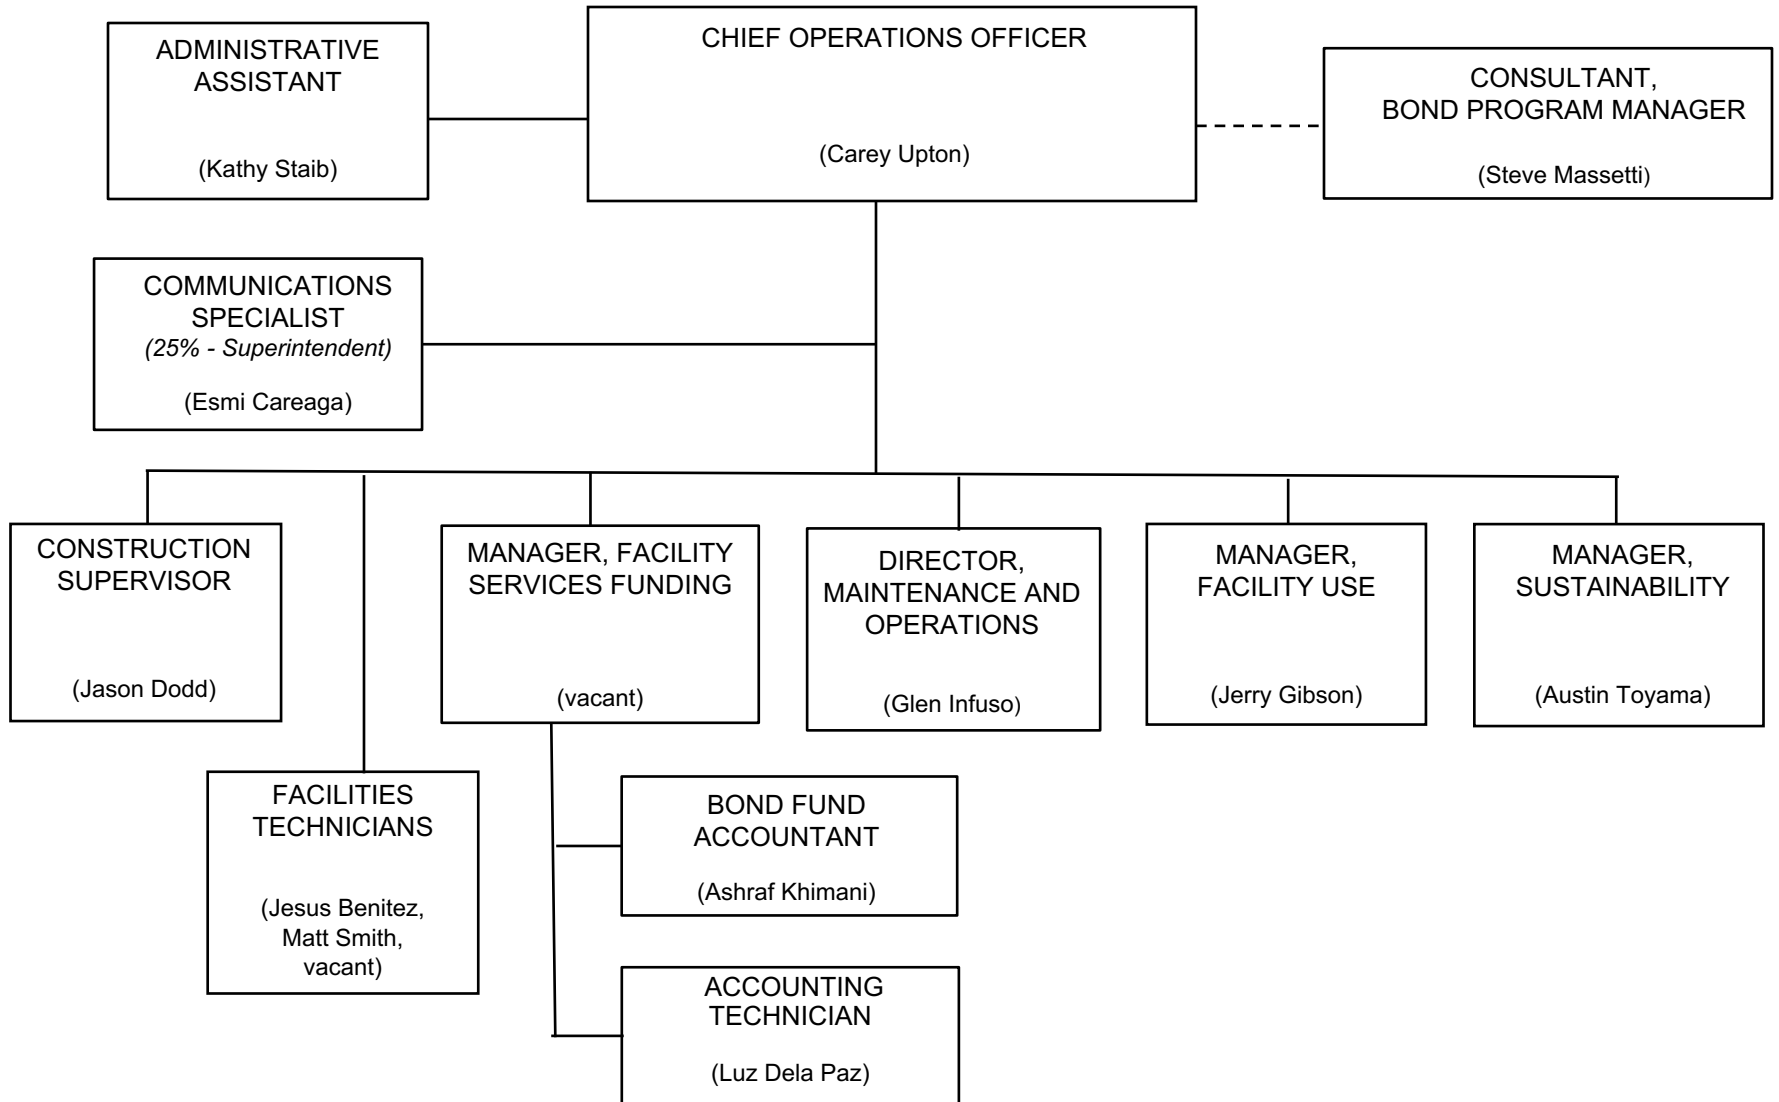 ADMINISTRATIVE
ASSISTANT
(Kathy Staib)
CHIEF OPERATIONS OFFICER
(Carey Upton)
CONSULTANT,
BOND PROGRAM MANAGER
(Steve Massetti)
COMMUNICATIONS
SPECIALIST
(25% - Superintendent)
(Esmi Careaga)
CONSTRUCTION
SUPERVISOR
(Jason Dodd)
MANAGER, FACILITY
SERVICES FUNDING
(vacant)
DIRECTOR,
MAINTENANCE AND
OPERATIONS
(Glen Infuso)
MANAGER,
FACILITY USE
(Jerry Gibson)
MANAGER,
SUSTAINABILITY
(Austin Toyama)
FACILITIES
TECHNICIANS
(Jesus Benitez,
Matt Smith,
vacant)
BOND FUND
ACCOUNTANT
(Ashraf Khimani)
ACCOUNTING
TECHNICIAN
(Luz Dela Paz)